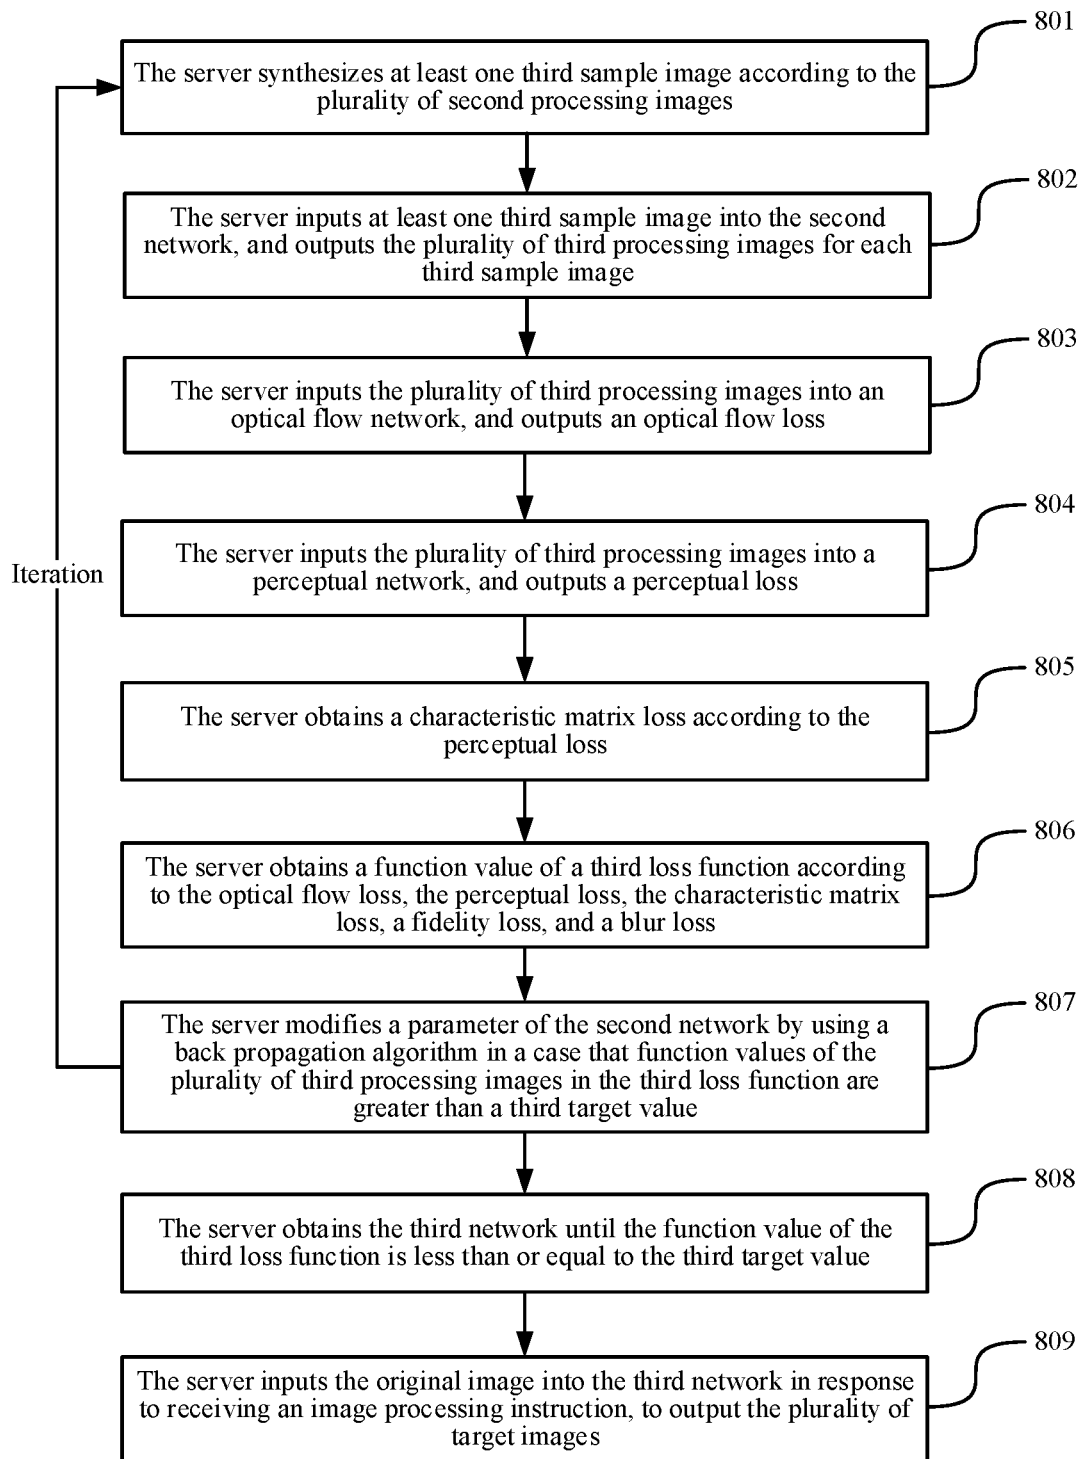 801
The server synthesizes at least one third sample image according to the
plurality of second processing images
802
The server inputs at least one third sample image into the second
network, and outputs the plurality of third processing images for each
third sample image
803
The server inputs the plurality of third processing images into an
optical flow network, and outputs an optical flow loss
804
The server inputs the plurality of third processing images into a
perceptual network, and outputs a perceptual loss
Iteration
805
The server obtains a characteristic matrix loss according to the
perceptual loss
806
The server obtains a function value of a third loss function according
to the optical flow loss, the perceptual loss, the characteristic matrix
loss, a fidelity loss, and a blur loss
807
The server modifies a parameter of the second network by using a
back propagation algorithm in a case that function values of the
plurality of third processing images in the third loss function are
greater than a third target value
808
The server obtains the third network until the function value of the
third loss function is less than or equal to the third target value
809
The server inputs the original image into the third network in response
to receiving an image processing instruction, to output the plurality of
target images